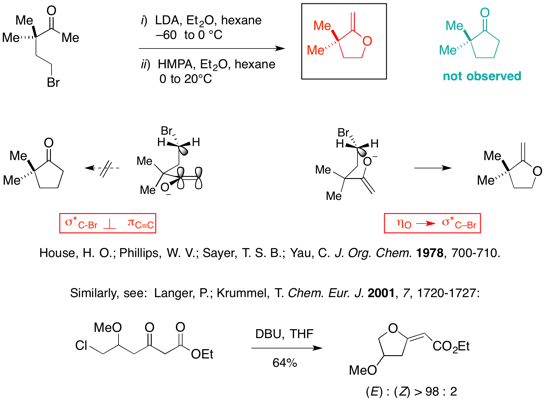 O
Me
Me
Me
Br
i) LDA, Et2O, hexane
–60 to 0 °C
ii) HMPA, Et2O, hexane
0 to 20°C
Me
Me
O
O
Me
Me
not observed
O
Me
Me
Br
H
H
Me
O–
Br
H
H
O–
Me
Me
Me
O
σ*C-Br ⊥ πC=C
ηO → σ*C–Br
House, H. O.; Phillips, W. V.; Sayer, T. S. B.; Yau, C. J. Org. Chem. 1978, 700-710.
Similarly, see: Langer, P.; Krummel, T. Chem. Eur. J. 2001, 7, 1720-1727:
MeO
O
O
Cl
OEt
DBU, THF
64%
O
CO2Et
MeO
(E) : (Z) > 98 : 2